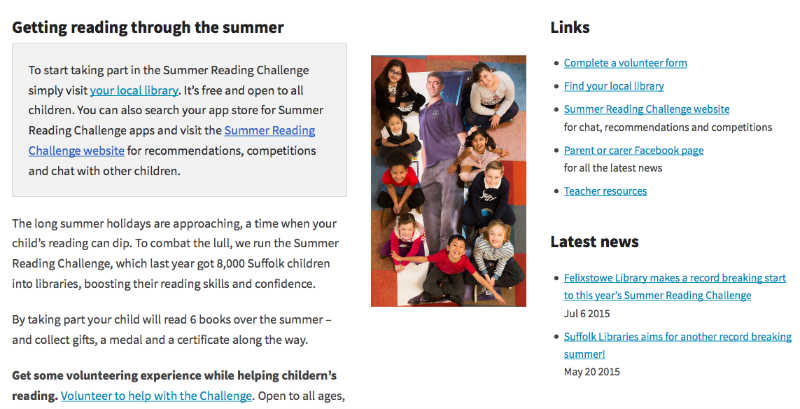 Getting reading through the summer
To start taking part in the Summer Reading Challenge
simply visit your local library. It's free and open to all
children. You can also search your app store for Summer
Reading Challenge apps and visit the Summer Reading
Challenge website for recommendations, competitions
and chat with other children.
The long summer holidays are approaching, a time when your
child's reading can dip. To combat the lull, we run the Summer
Reading Challenge, which last year got 8,000 Suffolk children
into libraries, boosting their reading skills and confidence.
By taking part your child will read 6 books over the summer –
and collect gifts, a medal and a certificate along the way.
Get some volunteering experience while helping childern's
reading. Volunteer to help with the Challenge. Open to all ages,
Links
Complete a volunteer form
Find your local library
Summer Reading Challenge website
for chat, recommendations and competitions
Parent or carer Facebook page
for all the latest news
Teacher resources
Latest news
Felixstowe Library makes a record breaking start
to this year's Summer Reading Challenge
Jul 6 2015
Suffolk Libraries aims for another record breaking
summer!
May 20 2015